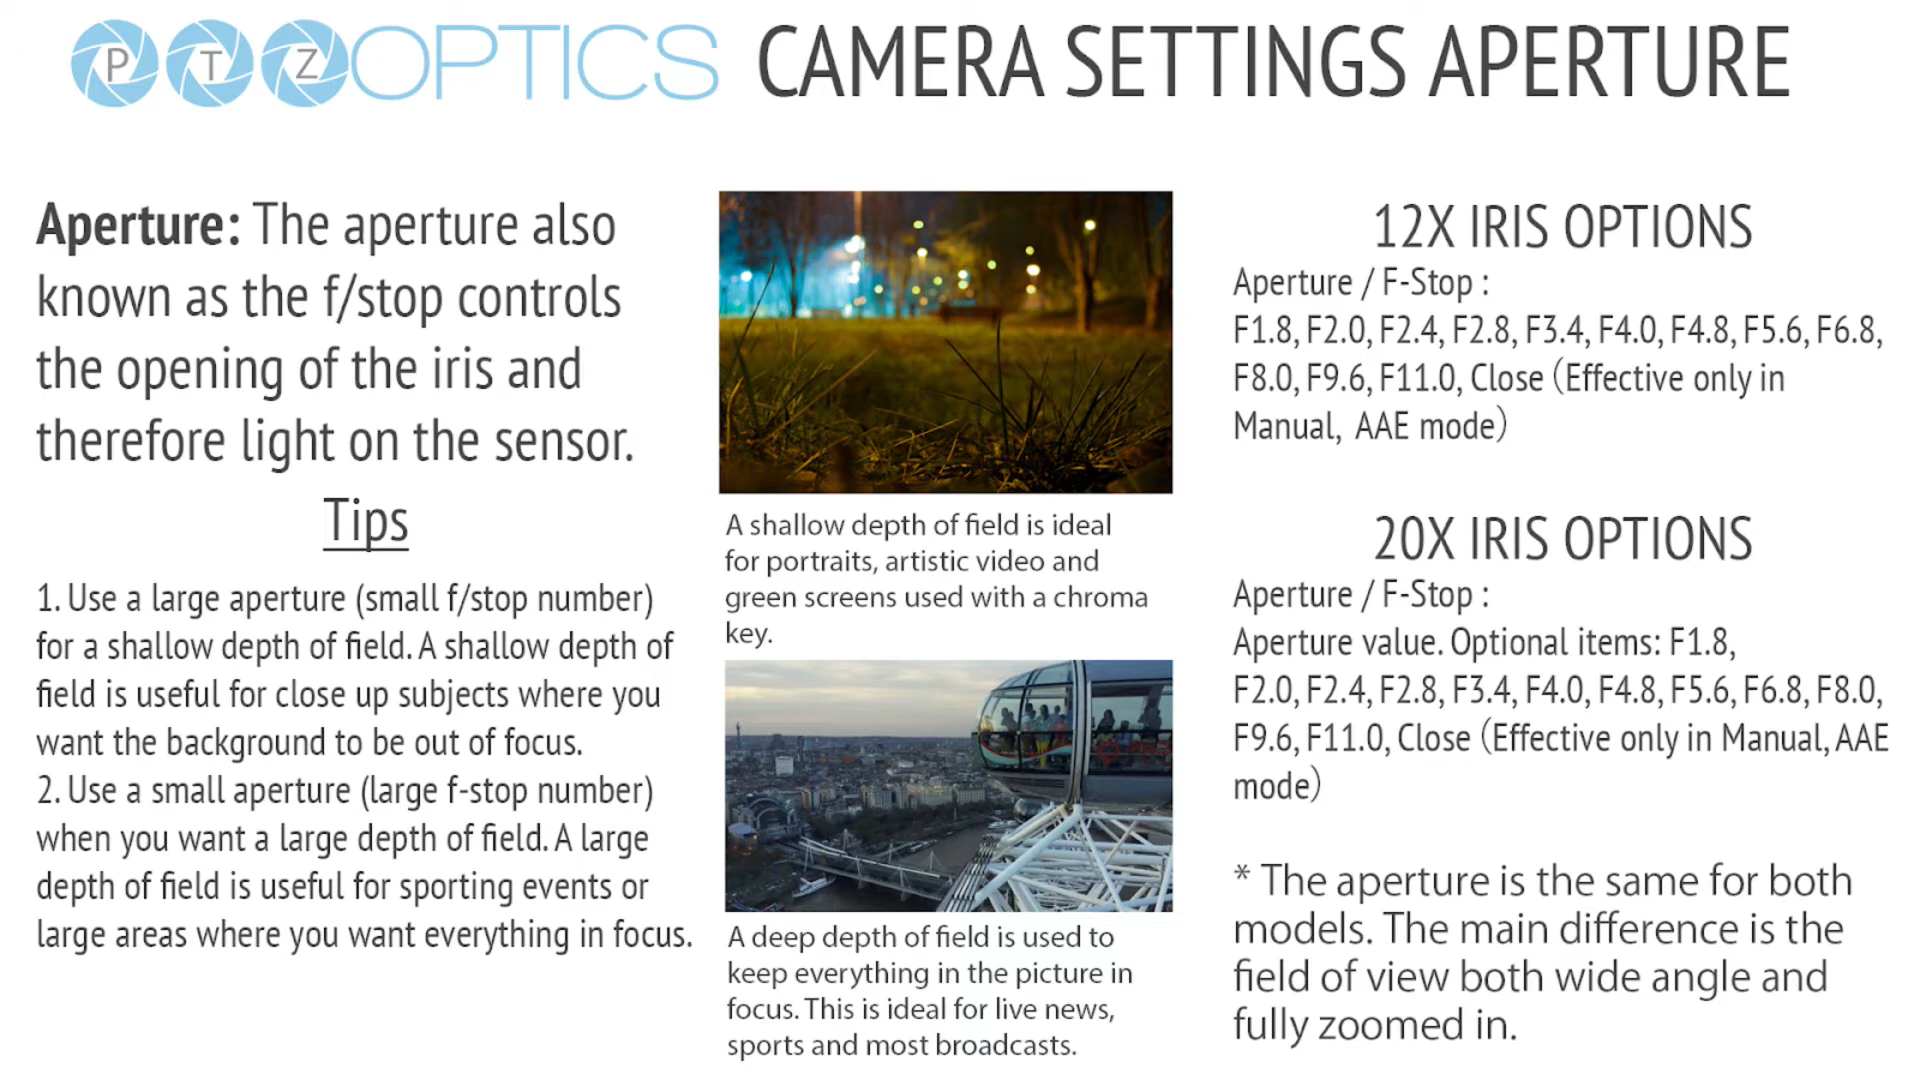 PTZOPTICS CAMERA SETTINGS APERTURE
Aperture: The aperture also
known as the f/stop controls
the opening of the iris and
therefore light on the sensor.
Tips
1. Use a large aperture (small f/stop number)
for a shallow depth of field. A shallow depth of
field is useful for close up subjects where you
want the background to be out of focus.
2. Use a small aperture (large f-stop number)
when you want a large depth of field. A large
depth of field is useful for sporting events or
large areas where you want everything in focus.
A shallow depth of field is ideal
for portraits, artistic video and
green screens used with a chroma
key.
A deep depth of field is used to
keep everything in the picture in
focus. This is ideal for live news,
sports and most broadcasts.
12X IRIS OPTIONS
Aperture / F-Stop :
F1.8, F2.0, F2.4, F2.8, F3.4, F4.0, F4.8, F5.6, F6.8,
F8.0, F9.6, F11.0, Close（Effective only in
Manual, AAE mode）
20X IRIS OPTIONS
Aperture / F-Stop :
Aperture value. Optional items: F1.8,
F2.0, F2.4, F2.8, F3.4, F4.0, F4.8, F5.6, F6.8, F8.0,
F9.6, F11.0, Close（Effective only in Manual, AAE
mode）
* The aperture is the same for both
models. The main difference is the
field of view both wide angle and
fully zoomed in.